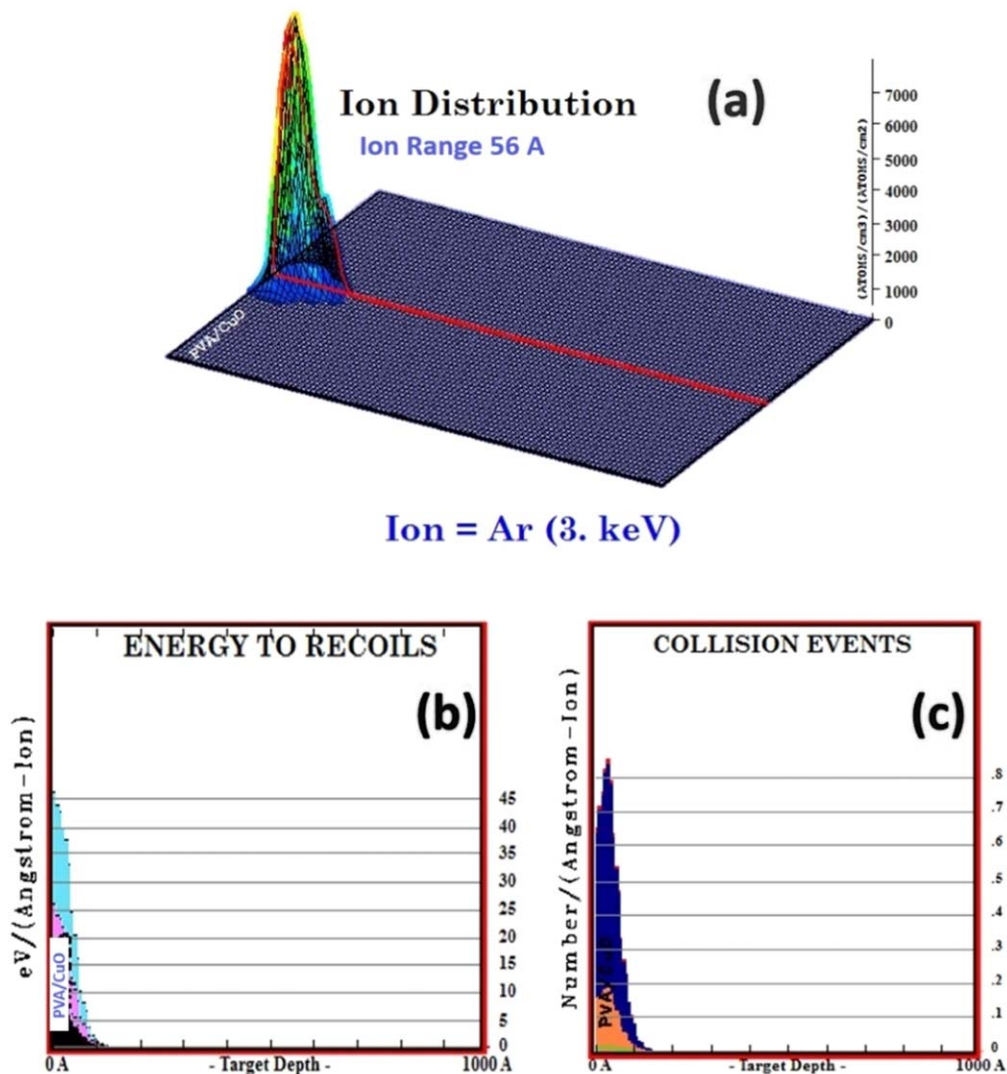 Ion Distribution
(a)
Ion Range 56 A
7000
6000
5000
4000
3000
2000
1000
0
(ATOMS/cm3)/(ATOMS/cm2)
PVA/CuO
Ion = Ar (3. keV)
ENERGY TO RECOILS
(b)
eV/(Angstrom-Ion)
45
40
35
30
25
20
15
10
5
0
PVA/CuO
0 A
- Target Depth -
1000 A
COLLISION EVENTS
(c)
Number/(Angstrom-Ion)
.8
.7
.6
.5
.4
.3
.2
.1
0
0 A
- Target Depth -
1000 A